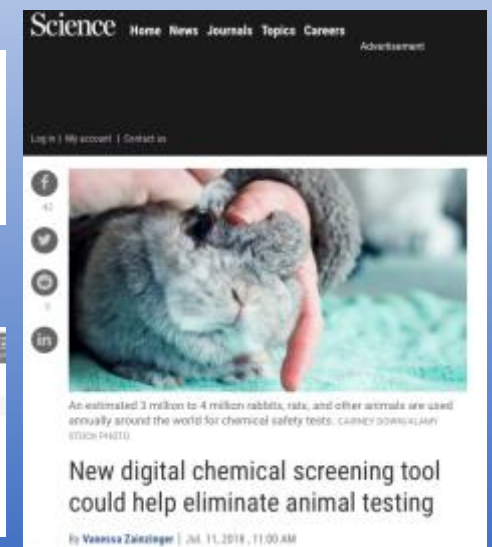 Science Home News Journals Topics Careers
Advertisement
Log in | My account | Contact us
An estimated 3 million to 4 million rabbits, rats, and other animals are used
annually around the world for chemical safety tests. CAIRNEY DOWN/ALAMY
STOCK PHOTO
New digital chemical screening tool
could help eliminate animal testing
By Vanessa Zainzinger | Jul. 11, 2018 , 11:00 AM